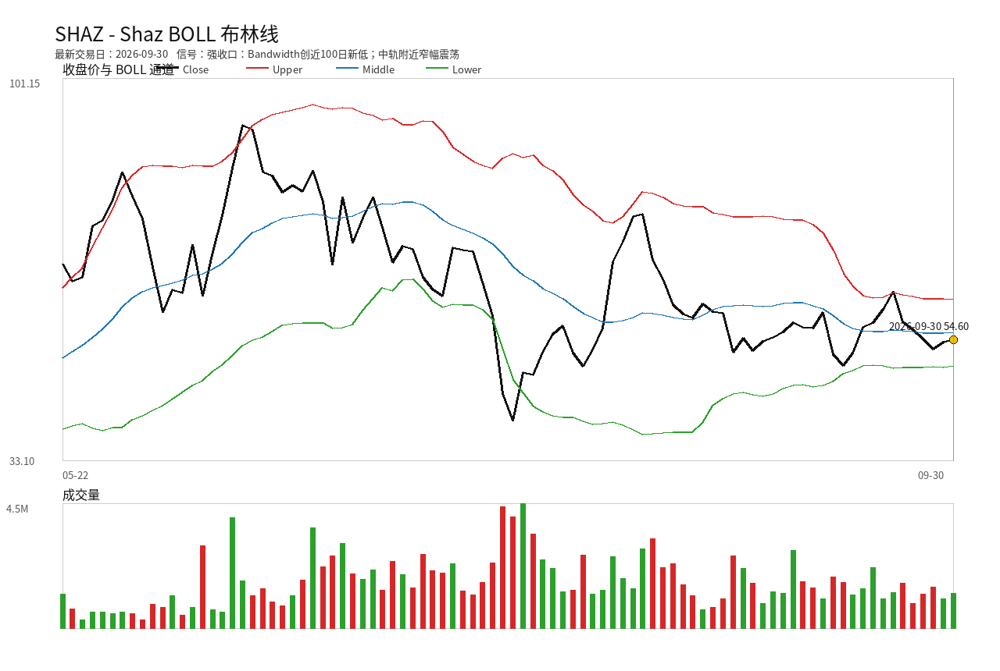 SHAZ - Shaz BOLL 布林线
最新交易日：2026-09-30 信号：强收口：Bandwidth创近100日新低；中轨附近窄幅震荡
收盘价与 BOLL 通道 Close Upper Middle Lower
101.15
2026-09-30 54.60
33.10
05-22 09-30
成交量
4.5M